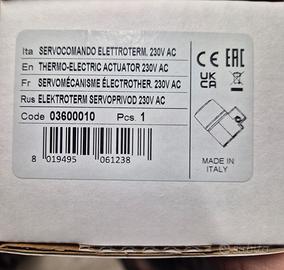 Ita SERVOCOMANDO ELETTROTERM. 230V AC
En THERMO-ELECTRIC ACTUATOR 230V AC
Fr SERVOMÉCANISME ÉLECTROTHER. 230V AC
Rus ELEKTROTERM SERVOPRIVOD 230V AC
Code 03600010 Pcs. 1
8 019495 061238
CE EAC
UK
CA
MADE IN
ITALY